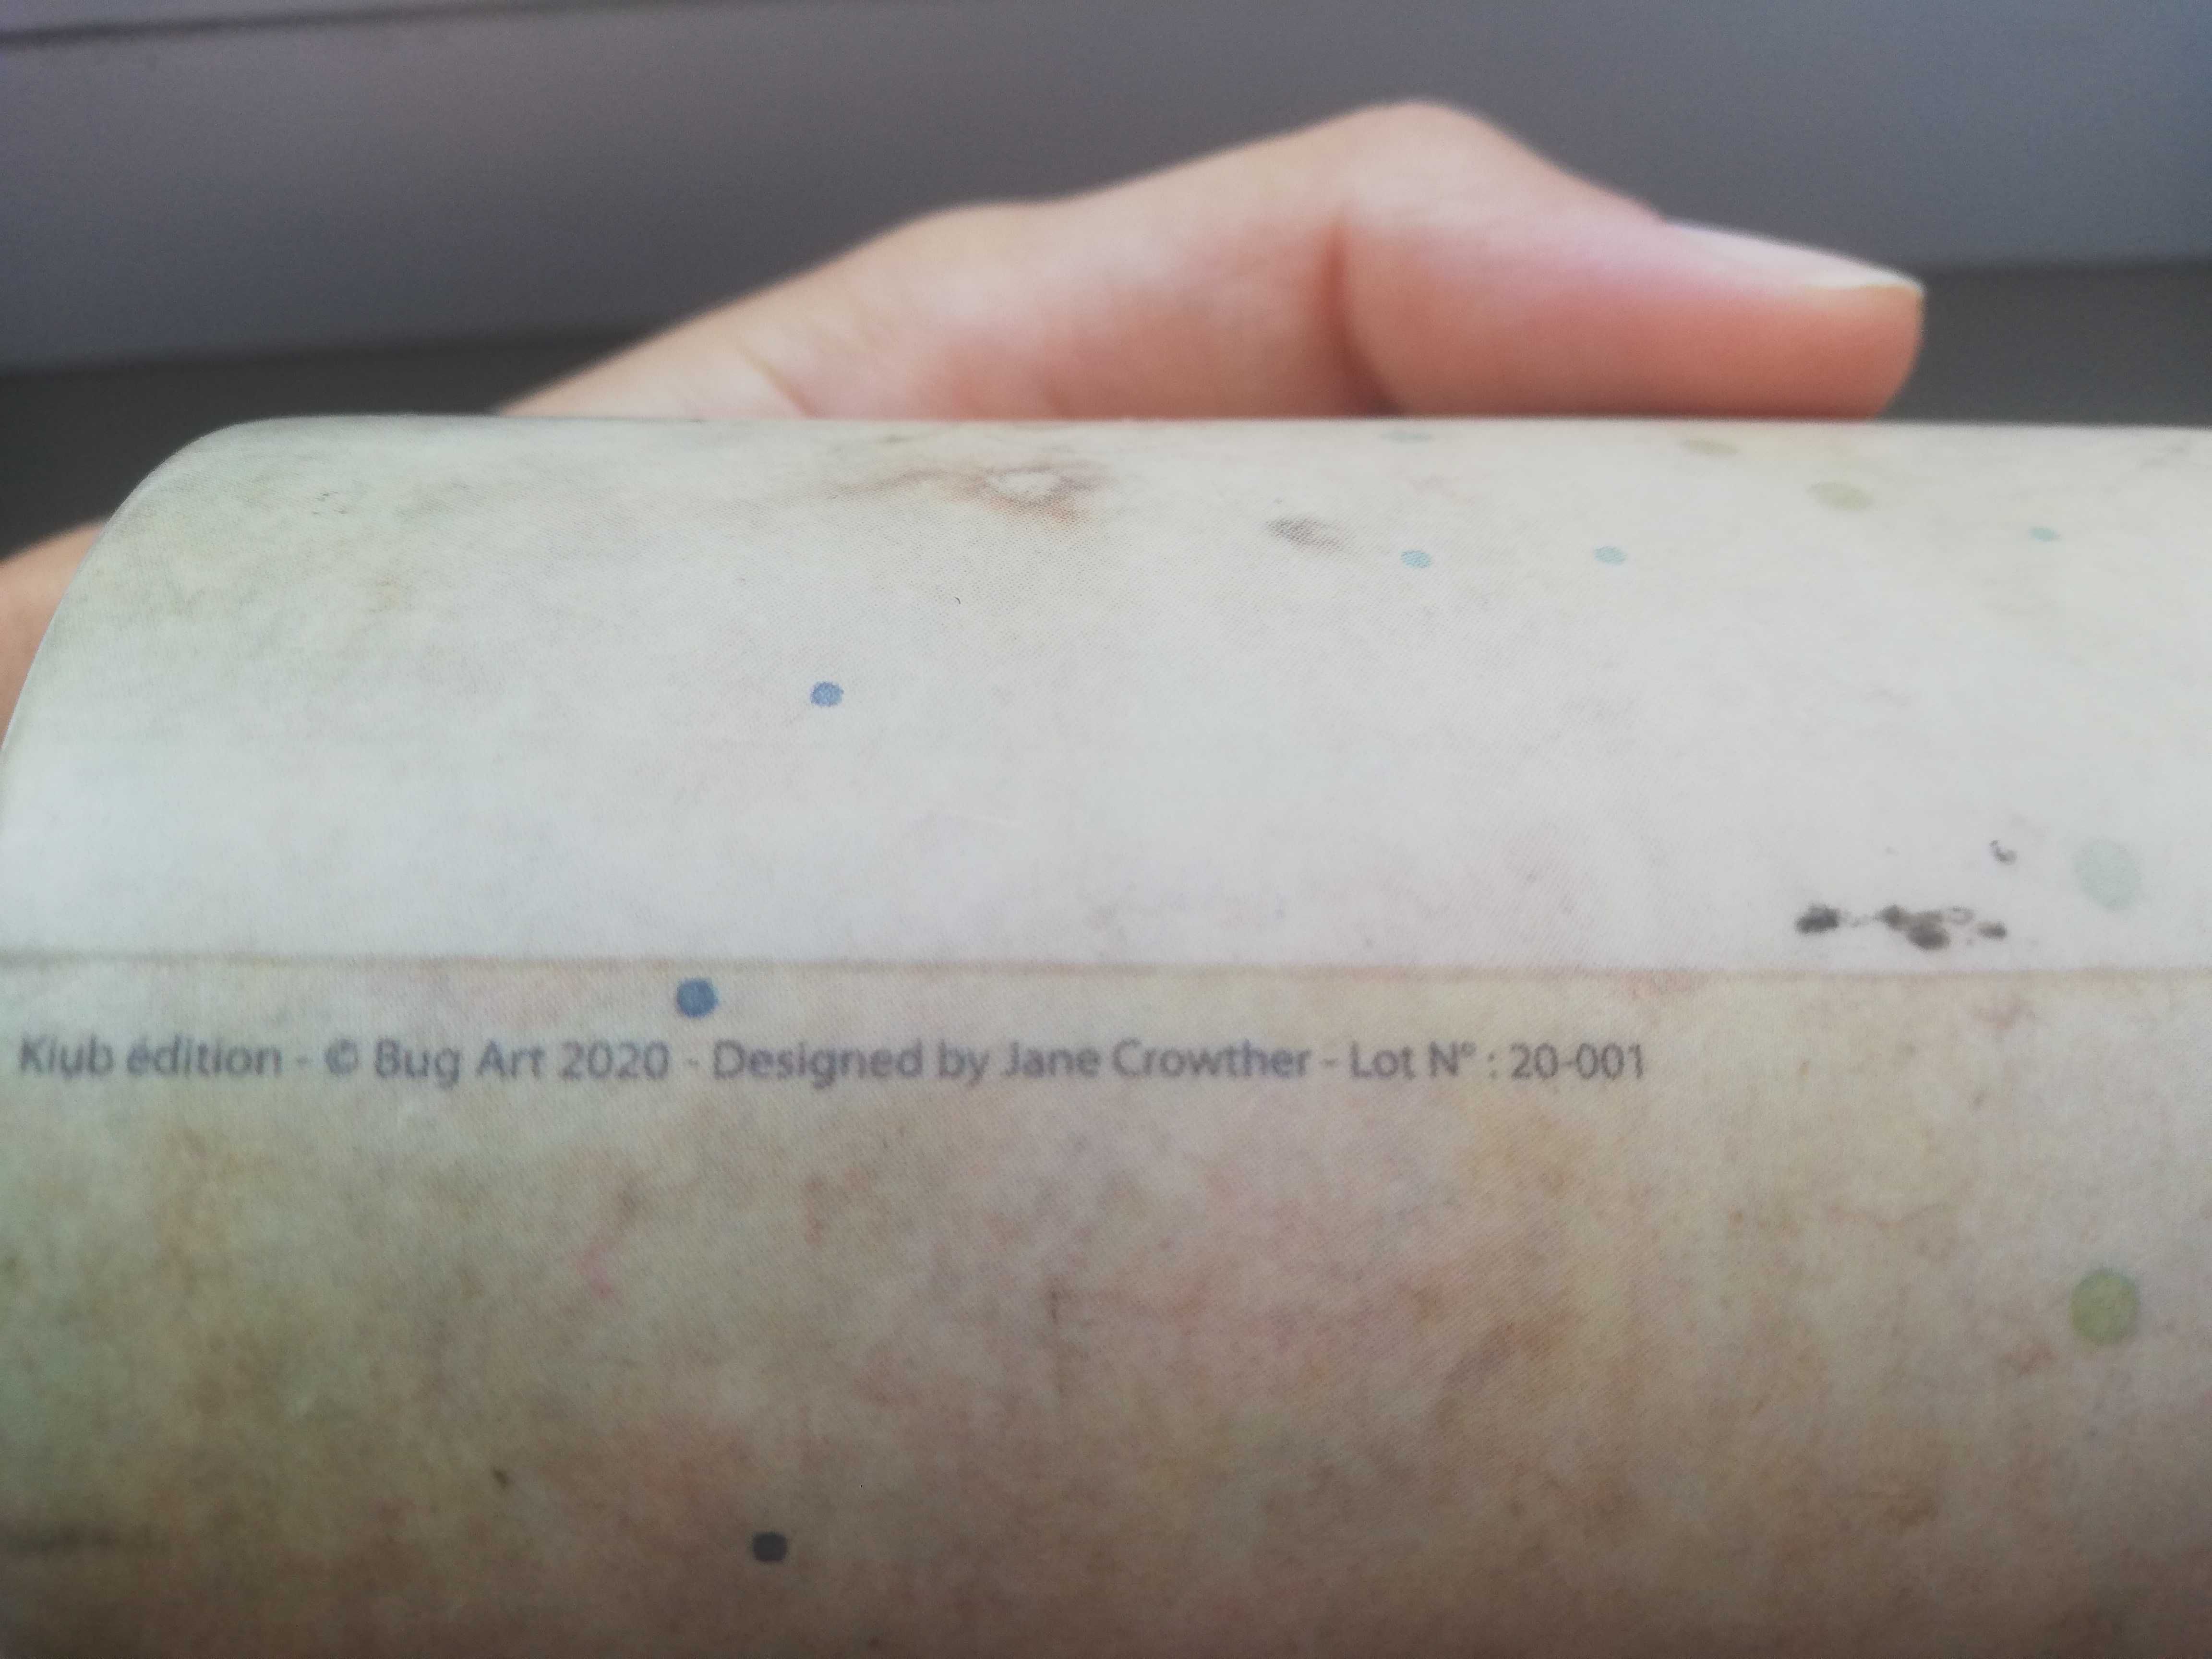 Kiub édition - © Bug Art 2020 - Designed by Jane Crowther - Lot N° : 20-001